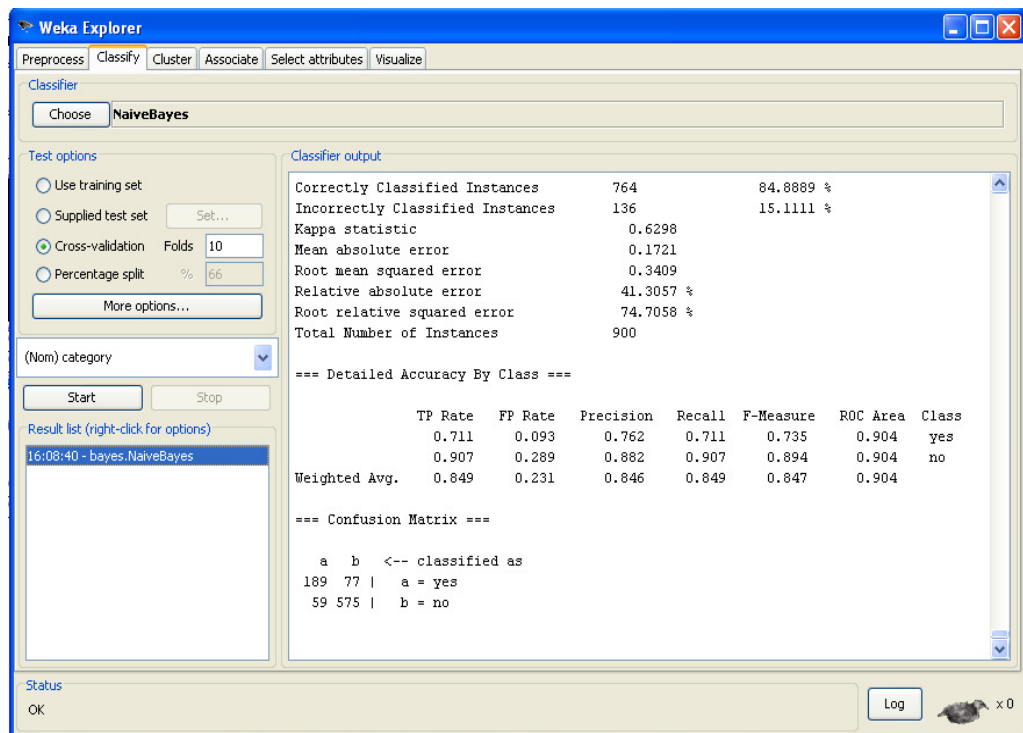 Weka Explorer
Preprocess Classify Cluster Associate Select attributes Visualize
Classifier
Choose NaiveBayes
Test options
Use training set
Supplied test set Set...
Cross-validation Folds 10
Percentage split % 66
More options...
(Nom) category
Start Stop
Result list (right-click for options)
16:08:40 - bayes.NaiveBayes
Classifier output
Correctly Classified Instances 764 84.8889 %
Incorrectly Classified Instances 136 15.1111 %
Kappa statistic 0.6298
Mean absolute error 0.1721
Root mean squared error 0.3409
Relative absolute error 41.3057 %
Root relative squared error 74.7058 %
Total Number of Instances 900
=== Detailed Accuracy By Class ===
TP Rate FP Rate Precision Recall F-Measure ROC Area Class
0.711 0.093 0.762 0.711 0.735 0.904 yes
0.907 0.289 0.882 0.907 0.894 0.904 no
Weighted Avg. 0.849 0.231 0.846 0.849 0.847 0.904
=== Confusion Matrix ===
a b <-- classified as
189 77 | a = yes
59 575 | b = no
Status
OK
Log x 0